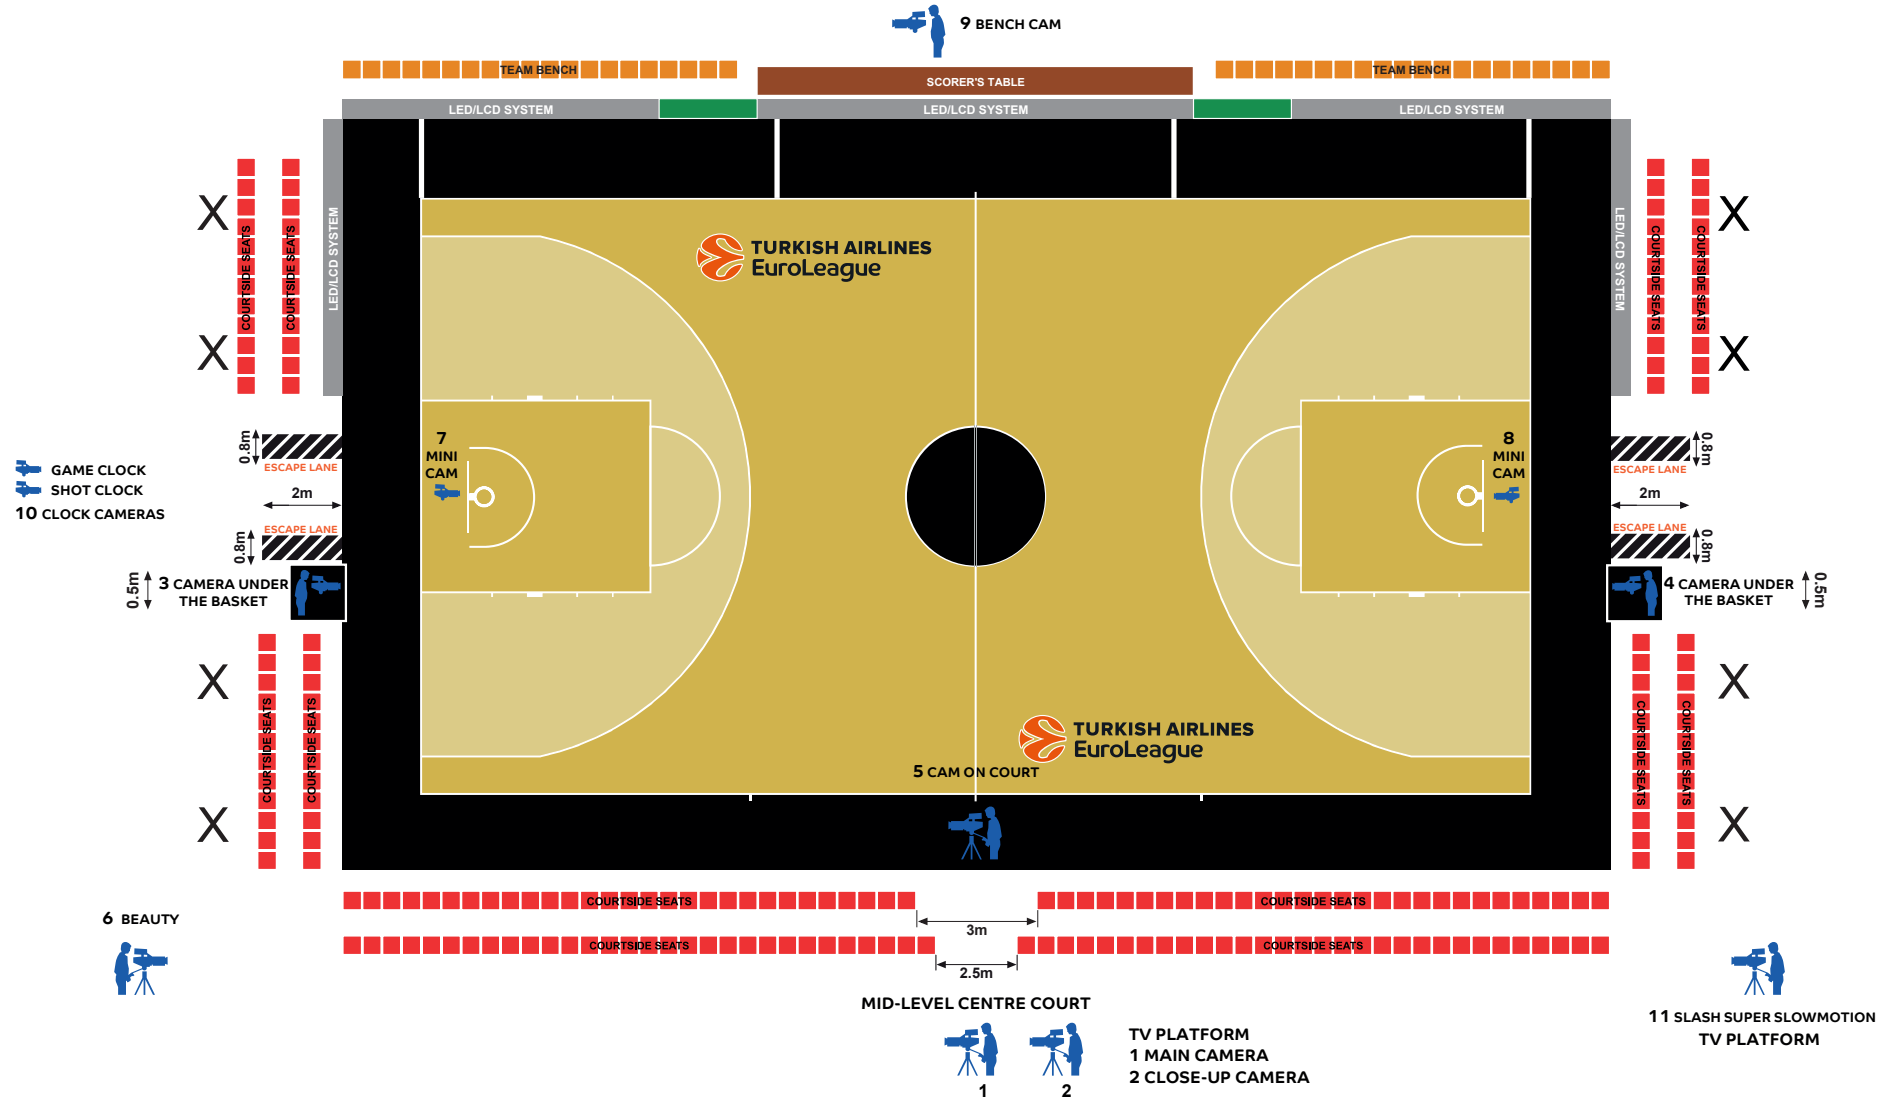 9 BENCH CAM
TEAM BENCH
TEAM BENCH
SCORER'S TABLE
LED/LCD SYSTEM
LED/LCD SYSTEM
LED/LCD SYSTEM
X
COURTSIDE SEATS
COURTSIDE SEATS
LED/LCD SYSTEM
TURKISH AIRLINES
EuroLeague
LED/LCD SYSTEM
COURTSIDE SEATS
COURTSIDE SEATS
X
X
X
0.8m
ESCAPE LANE
GAME CLOCK
SHOT CLOCK
10 CLOCK CAMERAS
2m
ESCAPE LANE
0.8m
7
MINI
CAM
8
MINI
CAM
0.8m
ESCAPE LANE
2m
ESCAPE LANE
0.8m
0.5m
3 CAMERA UNDER
THE BASKET
4 CAMERA UNDER
THE BASKET
0.5m
X
COURTSIDE SEATS
COURTSIDE SEATS
TURKISH AIRLINES
EuroLeague
5 CAM ON COURT
COURTSIDE SEATS
COURTSIDE SEATS
X
X
X
COURTSIDE SEATS
COURTSIDE SEATS
3m
COURTSIDE SEATS
COURTSIDE SEATS
2.5m
6 BEAUTY
MID-LEVEL CENTRE COURT
1
2
TV PLATFORM
1 MAIN CAMERA
2 CLOSE-UP CAMERA
11 SLASH SUPER SLOWMOTION
TV PLATFORM